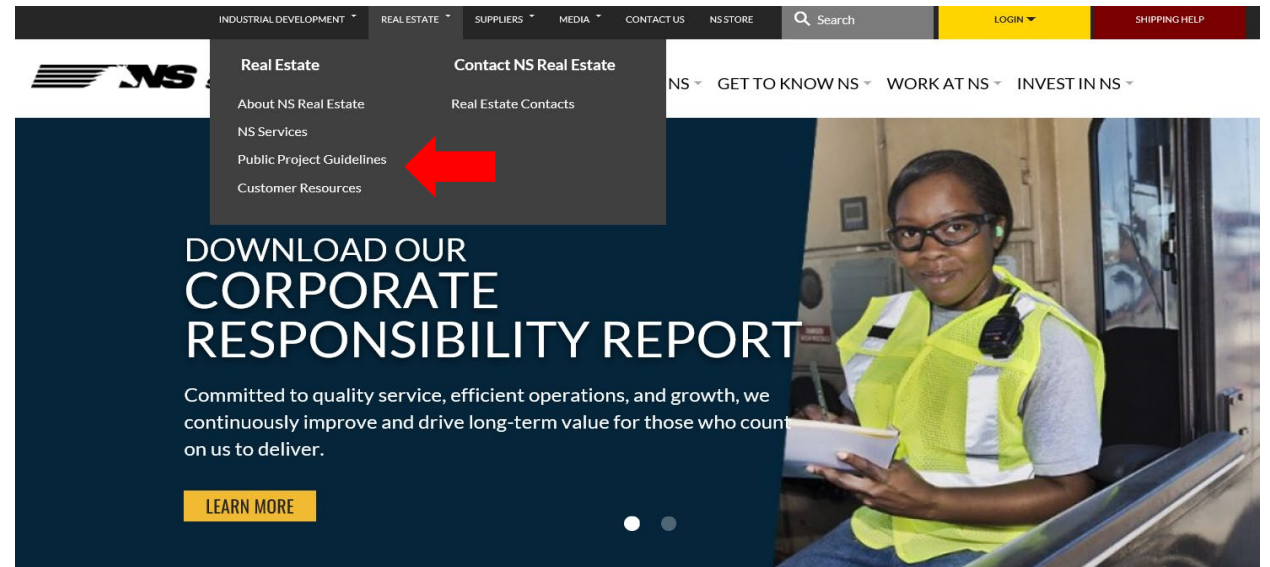 INDUSTRIAL DEVELOPMENT REAL ESTATE SUPPLIERS MEDIA CONTACT US NS STORE Search LOGIN SHIPPING HELP
Real Estate Contact NS Real Estate
NS NS GET TO KNOW NS WORK AT NS INVEST IN NS
About NS Real Estate Real Estate Contacts
NS Services
Public Project Guidelines
Customer Resources
DOWNLOAD OUR
CORPORATE
RESPONSIBILITY REPORT
Committed to quality service, efficient operations, and growth, we
continuously improve and drive long-term value for those who count
on us to deliver.
LEARN MORE